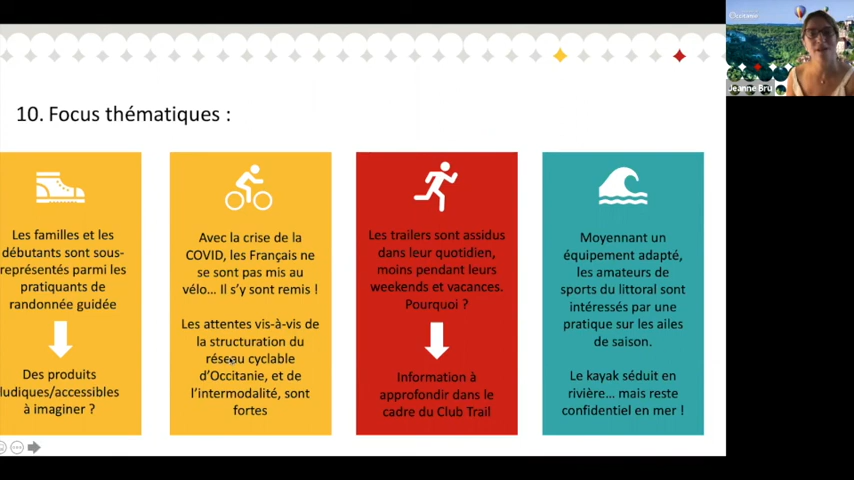 10. Focus thématiques :
Les familles et les
débutants sont sous-
représentés parmi les
pratiquants de
randonnée guidée
Des produits
ludiques/accessibles
à imaginer ?
Avec la crise de la
COVID, les Français ne
se sont pas mis au
vélo… Il s’y sont remis !
Les attentes vis-à-vis de
la structuration du
réseau cyclable
d’Occitanie, et de
l’intermodalité, sont
fortes
Les trailers sont assidus
dans leur quotidien,
moins pendant leurs
weekends et vacances.
Pourquoi ?
Information à
approfondir dans le
cadre du Club Trail
Moyennant un
équipement adapté,
les amateurs de
sports du littoral sont
intéressés par une
pratique sur les ailes
de saison.
Le kayak séduit en
rivière… mais reste
confidentiel en mer !
Occitanie
Jeanne Bru